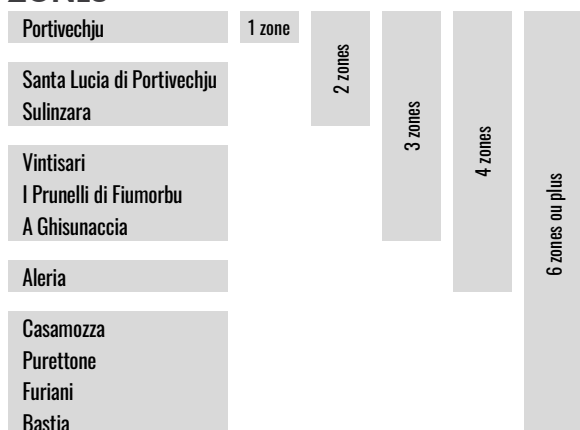 ZONES
Portivechju
1 zone
2 zones
3 zones
4 zones
6 zones ou plus
Santa Lucia di Portivechju
Sulinzara
Vintisari
I Prunelli di Fiumorbu
A Ghisunaccia
Aleria
Casamozza
Purettone
Furiani
Bastia